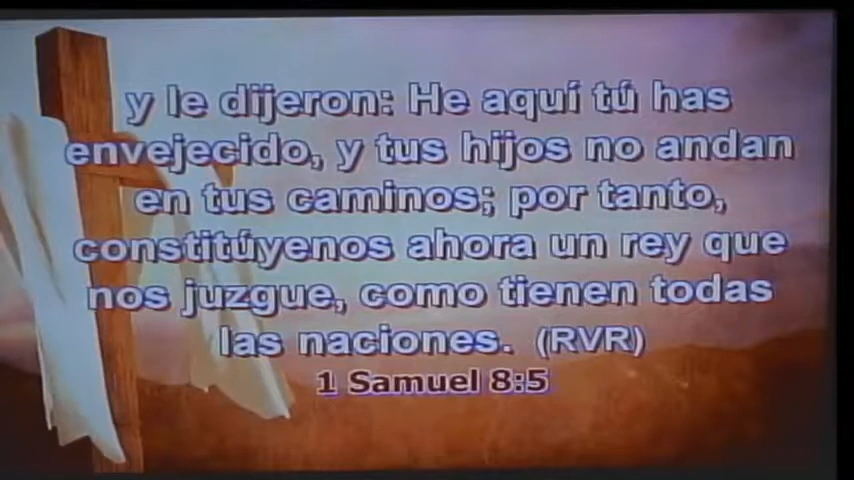 y le dijeron: He aquí tú has
envejecido, y tus hijos no andan
en tus caminos; por tanto,
constitúyenos ahora un rey que
nos juzgue, como tienen todas
las naciones. (RVR)
1 Samuel 8:5